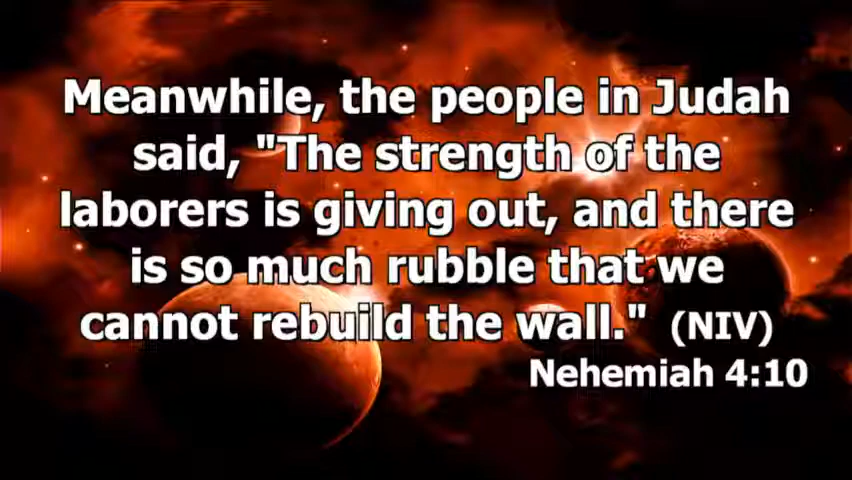 Meanwhile, the people in Judah
said, "The strength of the
laborers is giving out, and there
is so much rubble that we
cannot rebuild the wall." (NIV)
Nehemiah 4:10